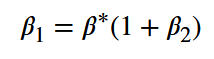 β₁ = β*(1 + β₂)